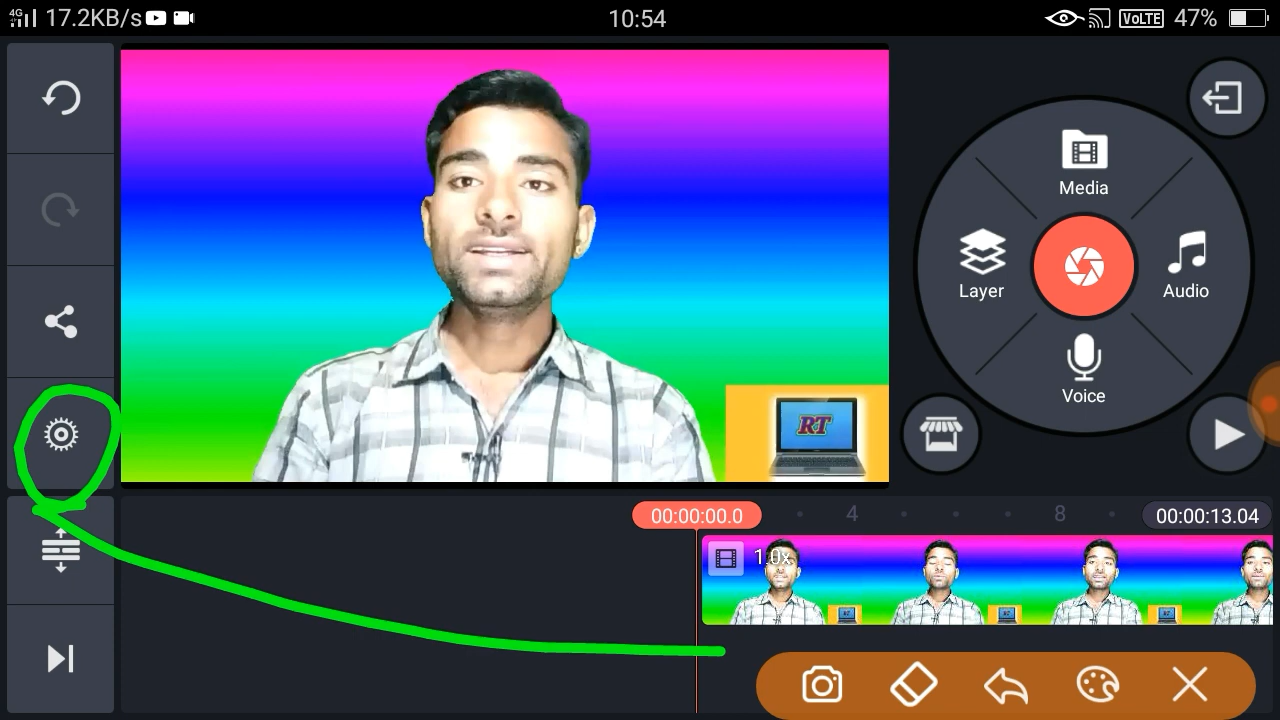 4G 17.2KB/s 10:54 VoLTE 47%
Media
Layer
Audio
Voice
RT
00:00:00.0 4 8 00:00:13.04
1.0x